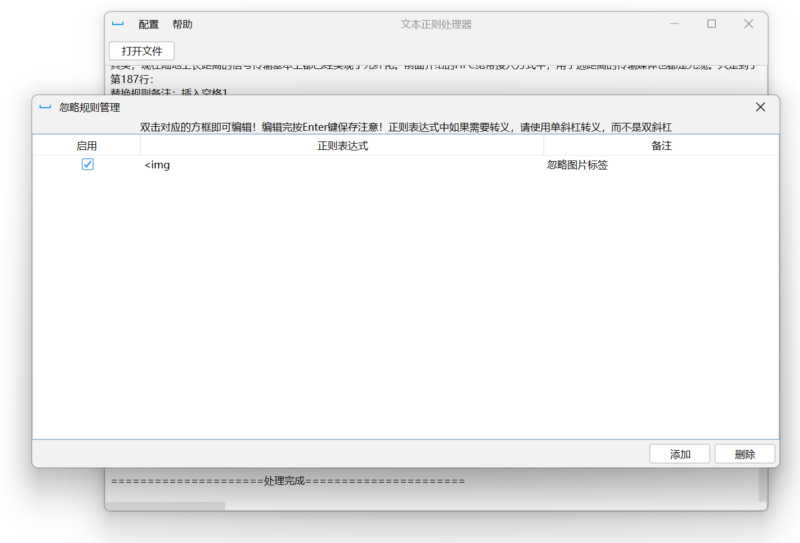 配置 帮助 文本正则处理器
打开文件
第187行：
替换规则备注：插入空格1
忽略规则管理
双击对应的方框即可编辑！编辑完按Enter键保存注意！正则表达式中如果需要转义，请使用单斜杠转义，而不是双斜杠
启用 正则表达式 备注
<img 忽略图片标签
添加 删除
=====================处理完成======================